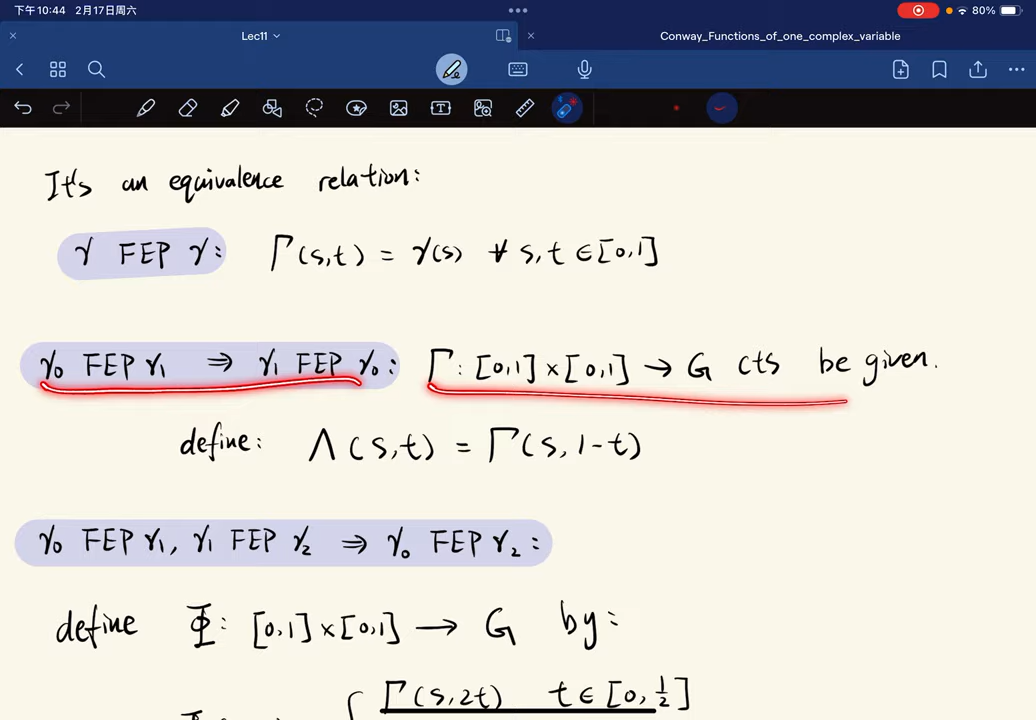 下午10:44 2月17日周六
80%
Lec11
Conway_Functions_of_one_complex_variable
It's an equivalence relation:
γ FEP γ: Γ(s,t) = γ(s) ∀ s,t ∈ [0,1]
γ₀ FEP γ₁ ⇒ γ₁ FEP γ₀: Γ: [0,1] × [0,1] → G cts be given.
define: Λ(s,t) = Γ(s, 1-t)
γ₀ FEP γ₁, γ₁ FEP γ₂ ⇒ γ₀ FEP γ₂:
define Φ: [0,1] × [0,1] → G by:
Γ(s,2t) t ∈ [0, ½]